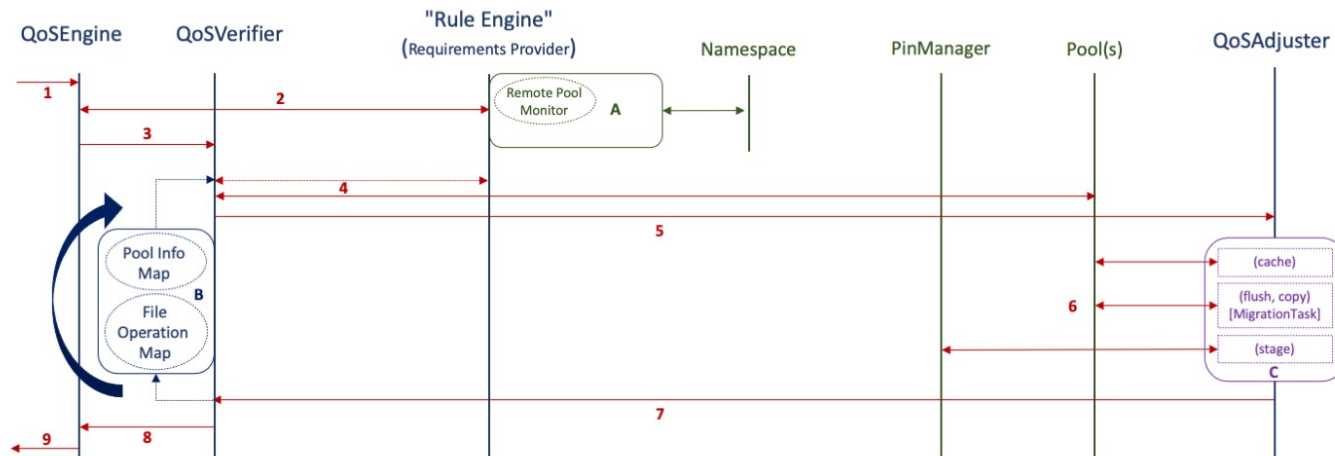 QoSEngine
QoSVerifier
"Rule Engine"
(Requirements Provider)
Namespace
PinManager
Pool(s)
QoSAdjuster
1
2
Remote Pool
Monitor
A
3
4
5
Pool Info
Map
B
File
Operation
Map
(cache)
6
(flush, copy)
[MigrationTask]
(stage)
C
7
8
9